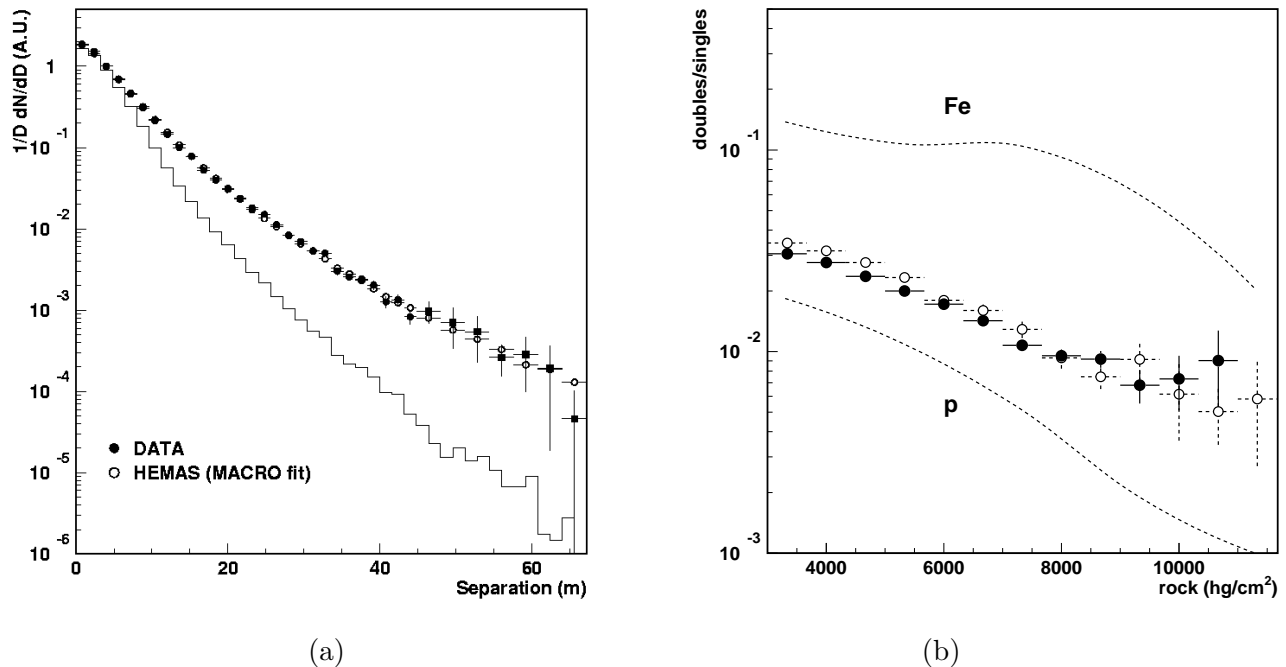 1/D dN/dD (A.U.)
1
10⁻¹
10⁻²
10⁻³
10⁻⁴
10⁻⁵
10⁻⁶
DATA
HEMAS (MACRO fit)
0 20 40 60
Separation (m)
(a)
doubles/singles
10⁻¹
10⁻²
10⁻³
Fe
p
4000 6000 8000 10000
rock (hg/cm²)
(b)